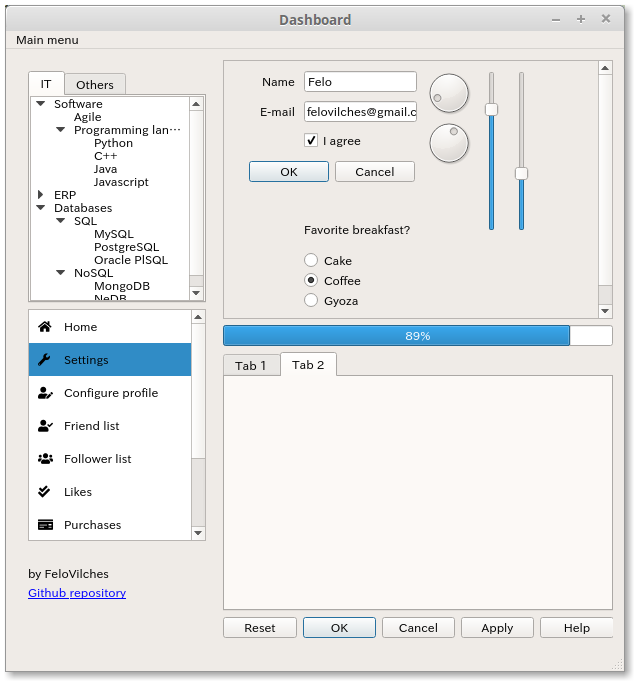 Dashboard
Main menu
IT
Others
Software
Agile
Programming lan···
Python
C++
Java
Javascript
ERP
Databases
SQL
MySQL
PostgreSQL
Oracle PlSQL
NoSQL
MongoDB
NeDB
Home
Settings
Configure profile
Friend list
Follower list
Likes
Purchases
by FeloVilches
Github repository
Name
Felo
E-mail
felovilches@gmail.c
I agree
OK
Cancel
Favorite breakfast?
Cake
Coffee
Gyoza
89%
Tab 1
Tab 2
Reset
OK
Cancel
Apply
Help